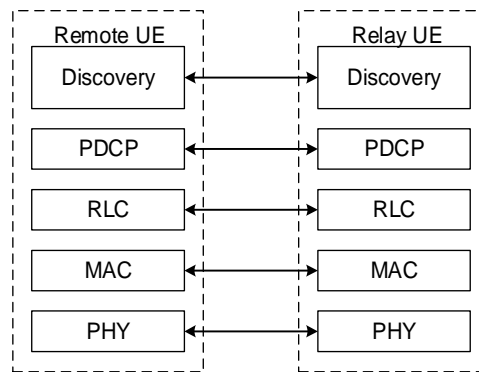 Remote UE
Relay UE
Discovery
Discovery
PDCP
PDCP
RLC
RLC
MAC
MAC
PHY
PHY